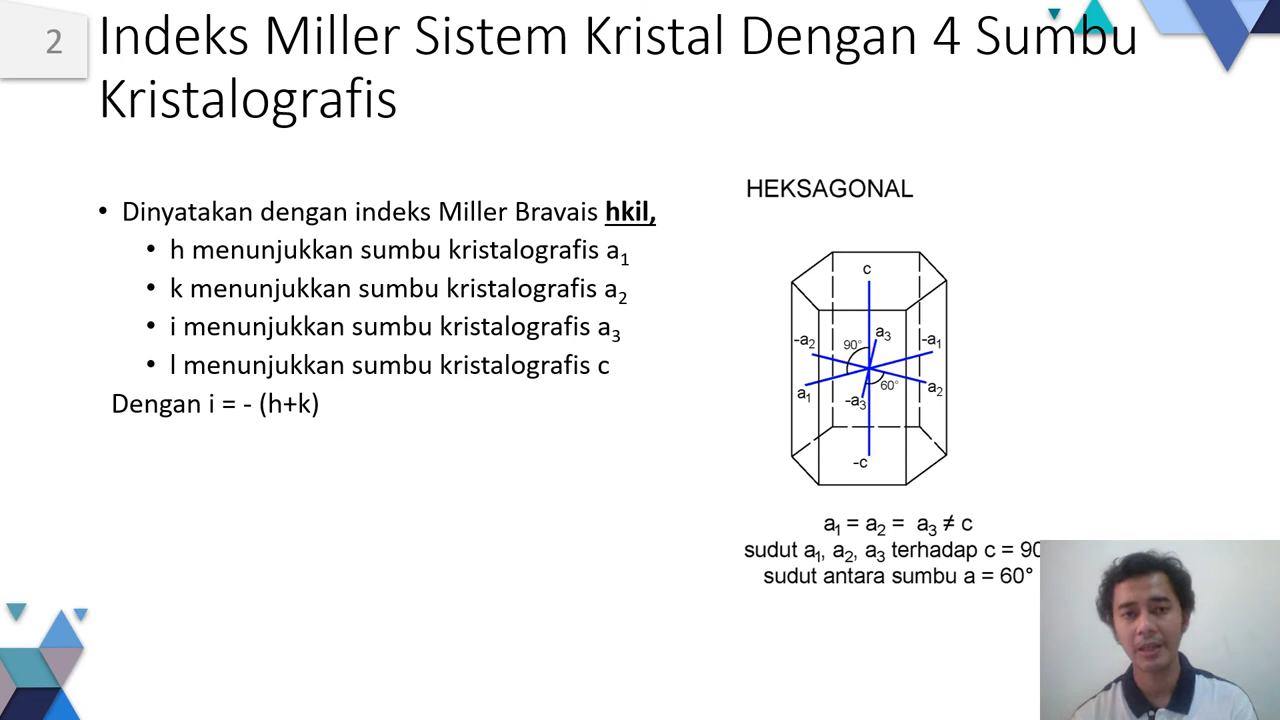 2
Indeks Miller Sistem Kristal Dengan 4 Sumbu
Kristalografis
• Dinyatakan dengan indeks Miller Bravais hkil,
• h menunjukkan sumbu kristalografis a₁
• k menunjukkan sumbu kristalografis a₂
• i menunjukkan sumbu kristalografis a₃
• l menunjukkan sumbu kristalografis c
Dengan i = - (h+k)
HEKSAGONAL
c
a₃
90°
-a₂
-a₁
a₁
-a₃
60°
a₂
-c
a₁ = a₂ = a₃ ≠ c
sudut a₁, a₂, a₃ terhadap c = 90
sudut antara sumbu a = 60°